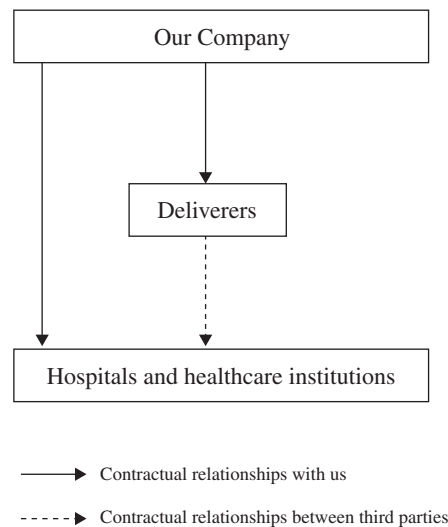 Our Company
Deliverers
Hospitals and healthcare institutions
Contractual relationships with us
Contractual relationships between third parties